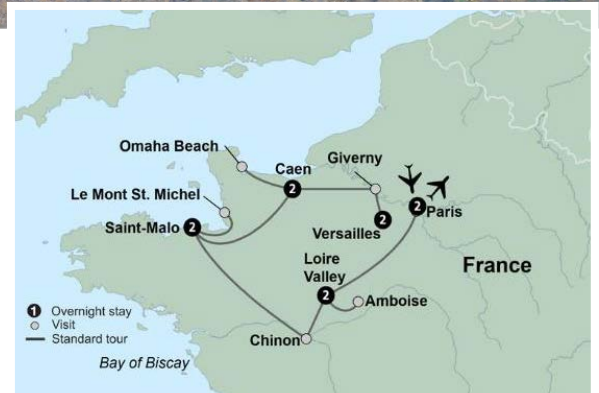 Omaha Beach
Caen
2
Giverny
Le Mont St. Michel
Saint-Malo
2
Versailles
2
2
Paris
Loire
Valley
2
Amboise
France
Chinon
1 Overnight stay
Visit
Standard tour
Bay of Biscay